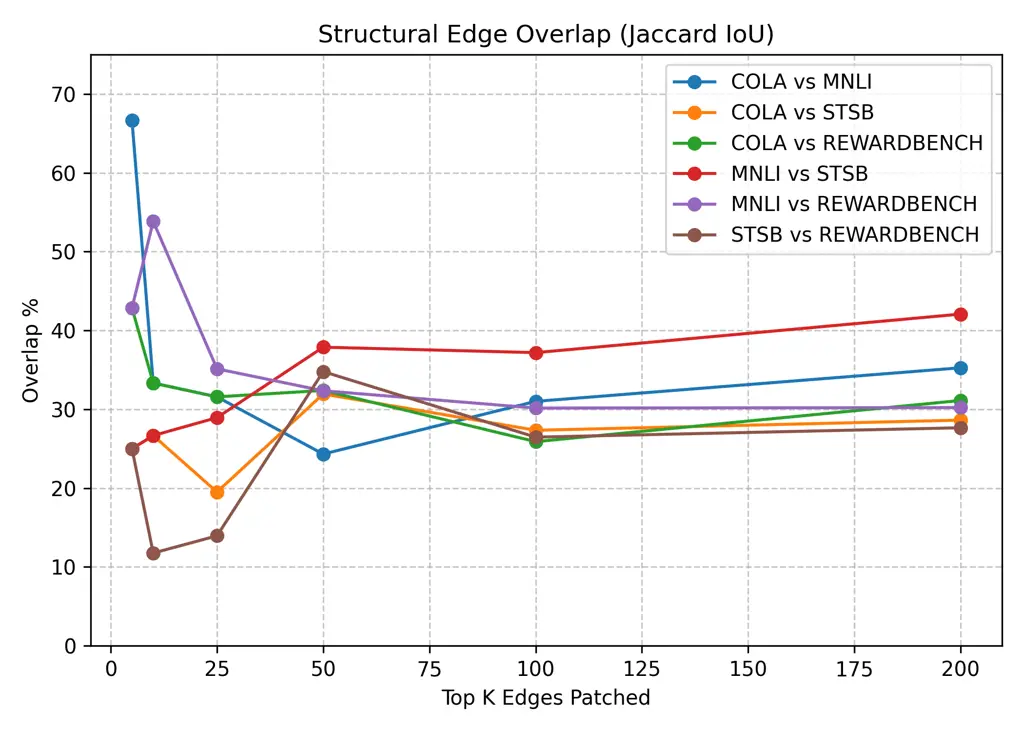 Structural Edge Overlap (Jaccard IoU)
COLA vs MNLI
COLA vs STSB
COLA vs REWARDBENCH
MNLI vs STSB
MNLI vs REWARDBENCH
STSB vs REWARDBENCH
Overlap %
70
60
50
40
30
20
10
0
0 25 50 75 100 125 150 175 200
Top K Edges Patched